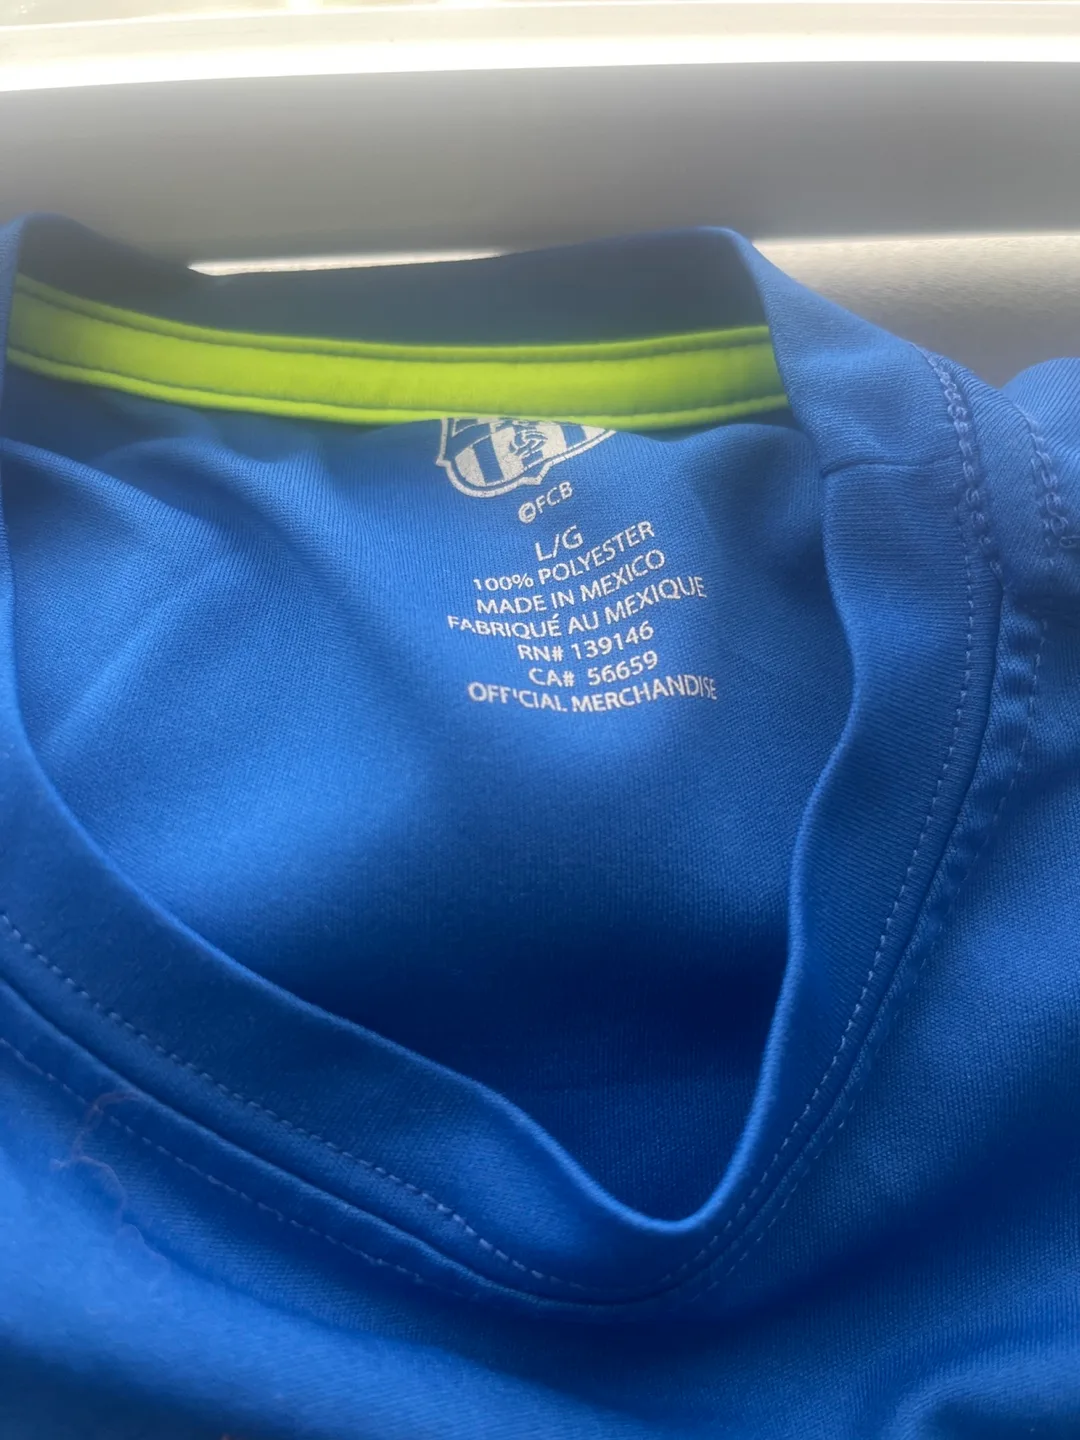 ©FCB
L/G
100% POLYESTER
MADE IN MEXICO
FABRIQUÉ AU MEXIQUE
RN# 139146
CA# 56659
OFFICIAL MERCHANDISE